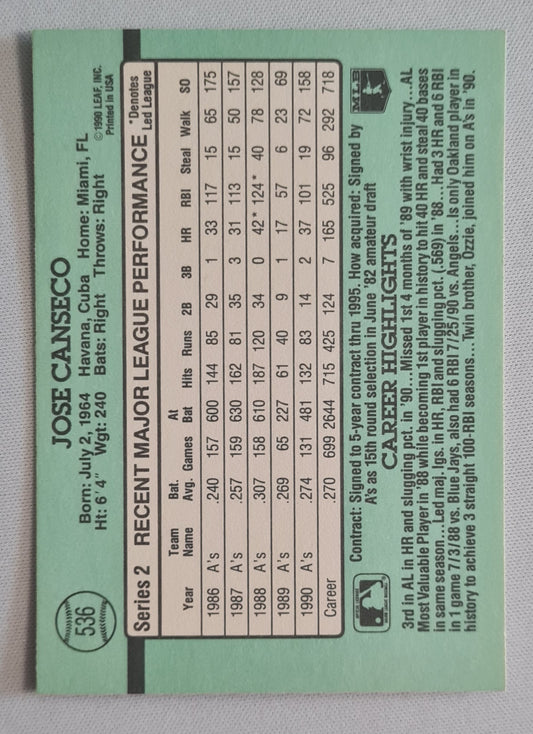 536
JOSE CANSECO
Born: July 2, 1964 Havana, Cuba Home: Miami, FL
Ht: 6'4" Wgt: 240 Bats: Right Throws: Right
©1990 LEAF, INC.
Printed in USA
Series 2 RECENT MAJOR LEAGUE PERFORMANCE *Denotes Led League
Year Team Name Bat. Avg. Games At Bat Hits Runs 2B 3B HR RBI Steal Walk SO
1986 A's .240 157 600 144 85 29 1 33 117 15 65 175
1987 A's .257 159 630 162 81 35 3 31 113 15 50 157
1988 A's .307 158 610 187 120 34 0 42* 124* 40 78 128
1989 A's .269 65 227 61 40 9 1 17 57 6 23 69
1990 A's .274 131 481 132 83 14 2 37 101 19 72 158
Career .270 699 2644 715 425 124 7 165 525 96 292 718
Contract: Signed to 5-year contract thru 1995. How acquired: Signed by
A's as 15th round selection in June '82 amateur draft
MLB
CAREER HIGHLIGHTS
3rd in AL in HR and slugging pct. in '90...Missed 1st 4 months of '89 with wrist injury...AL
Most Valuable Player in '88 while becoming 1st player in history to hit 40 HR and steal 40 bases
in same season...Led maj. lgs. in HR, RBI and slugging pct. (.569) in '88...Had 3 HR and 6 RBI
in 1 game 7/3/88 vs. Blue Jays, also had 6 RBI 7/25/90 vs. Angels...Is only Oakland player in
history to achieve 3 straight 100-RBI seasons...Twin brother, Ozzie, joined him on A's in '90.